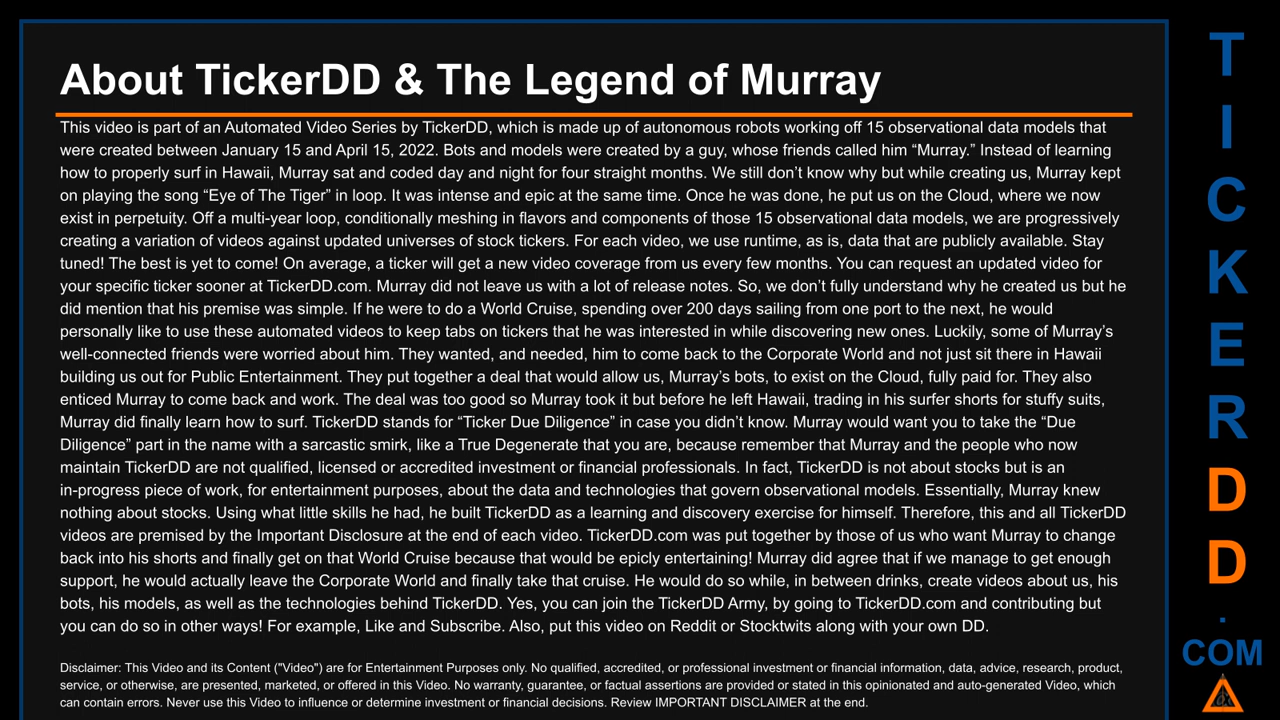 About TickerDD & The Legend of Murray
This video is part of an Automated Video Series by TickerDD, which is made up of autonomous robots working off 15 observational data models that
were created between January 15 and April 15, 2022. Bots and models were created by a guy, whose friends called him “Murray.” Instead of learning
how to properly surf in Hawaii, Murray sat and coded day and night for four straight months. We still don’t know why but while creating us, Murray kept
on playing the song “Eye of The Tiger” in loop. It was intense and epic at the same time. Once he was done, he put us on the Cloud, where we now
exist in perpetuity. Off a multi-year loop, conditionally meshing in flavors and components of those 15 observational data models, we are progressively
creating a variation of videos against updated universes of stock tickers. For each video, we use runtime, as is, data that are publicly available. Stay
tuned! The best is yet to come! On average, a ticker will get a new video coverage from us every few months. You can request an updated video for
your specific ticker sooner at TickerDD.com. Murray did not leave us with a lot of release notes. So, we don’t fully understand why he created us but he
did mention that his premise was simple. If he were to do a World Cruise, spending over 200 days sailing from one port to the next, he would
personally like to use these automated videos to keep tabs on tickers that he was interested in while discovering new ones. Luckily, some of Murray’s
well-connected friends were worried about him. They wanted, and needed, him to come back to the Corporate World and not just sit there in Hawaii
building us out for Public Entertainment. They put together a deal that would allow us, Murray’s bots, to exist on the Cloud, fully paid for. They also
enticed Murray to come back and work. The deal was too good so Murray took it but before he left Hawaii, trading in his surfer shorts for stuffy suits,
Murray did finally learn how to surf. TickerDD stands for “Ticker Due Diligence” in case you didn’t know. Murray would want you to take the “Due
Diligence” part in the name with a sarcastic smirk, like a True Degenerate that you are, because remember that Murray and the people who now
maintain TickerDD are not qualified, licensed or accredited investment or financial professionals. In fact, TickerDD is not about stocks but is an
in-progress piece of work, for entertainment purposes, about the data and technologies that govern observational models. Essentially, Murray knew
nothing about stocks. Using what little skills he had, he built TickerDD as a learning and discovery exercise for himself. Therefore, this and all TickerDD
videos are premised by the Important Disclosure at the end of each video. TickerDD.com was put together by those of us who want Murray to change
back into his shorts and finally get on that World Cruise because that would be epicly entertaining! Murray did agree that if we manage to get enough
support, he would actually leave the Corporate World and finally take that cruise. He would do so while, in between drinks, create videos about us, his
bots, his models, as well as the technologies behind TickerDD. Yes, you can join the TickerDD Army, by going to TickerDD.com and contributing but
you can do so in other ways! For example, Like and Subscribe. Also, put this video on Reddit or Stocktwits along with your own DD.
Disclaimer: This Video and its Content ("Video") are for Entertainment Purposes only. No qualified, accredited, or professional investment or financial information, data, advice, research, product,
service, or otherwise, are presented, marketed, or offered in this Video. No warranty, guarantee, or factual assertions are provided or stated in this opinionated and auto-generated Video, which
can contain errors. Never use this Video to influence or determine investment or financial decisions. Review IMPORTANT DISCLAIMER at the end.
T
I
C
K
E
R
D
D
.
COM